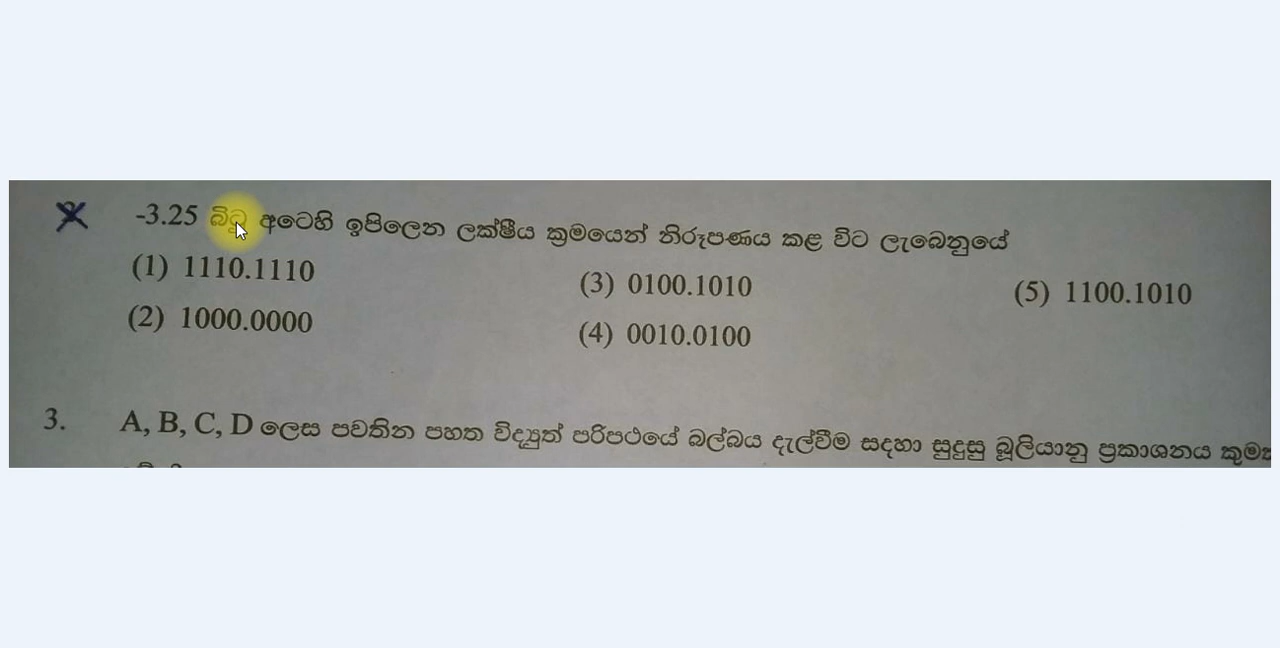 -3.25 බිටු අටෙහි ඉපිලෙන ලක්ෂීය ක්‍රමයෙන් නිරූපණය කළ විට ලැබෙනුයේ
(1) 1110.1110 (3) 0100.1010 (5) 1100.1010
(2) 1000.0000 (4) 0010.0100
3. A, B, C, D ලෙස පවතින පහත විද්‍යුත් පරිපථයේ බල්බය දැල්වීම සදහා සුදුසු බූලියානු ප්‍රකාශනය